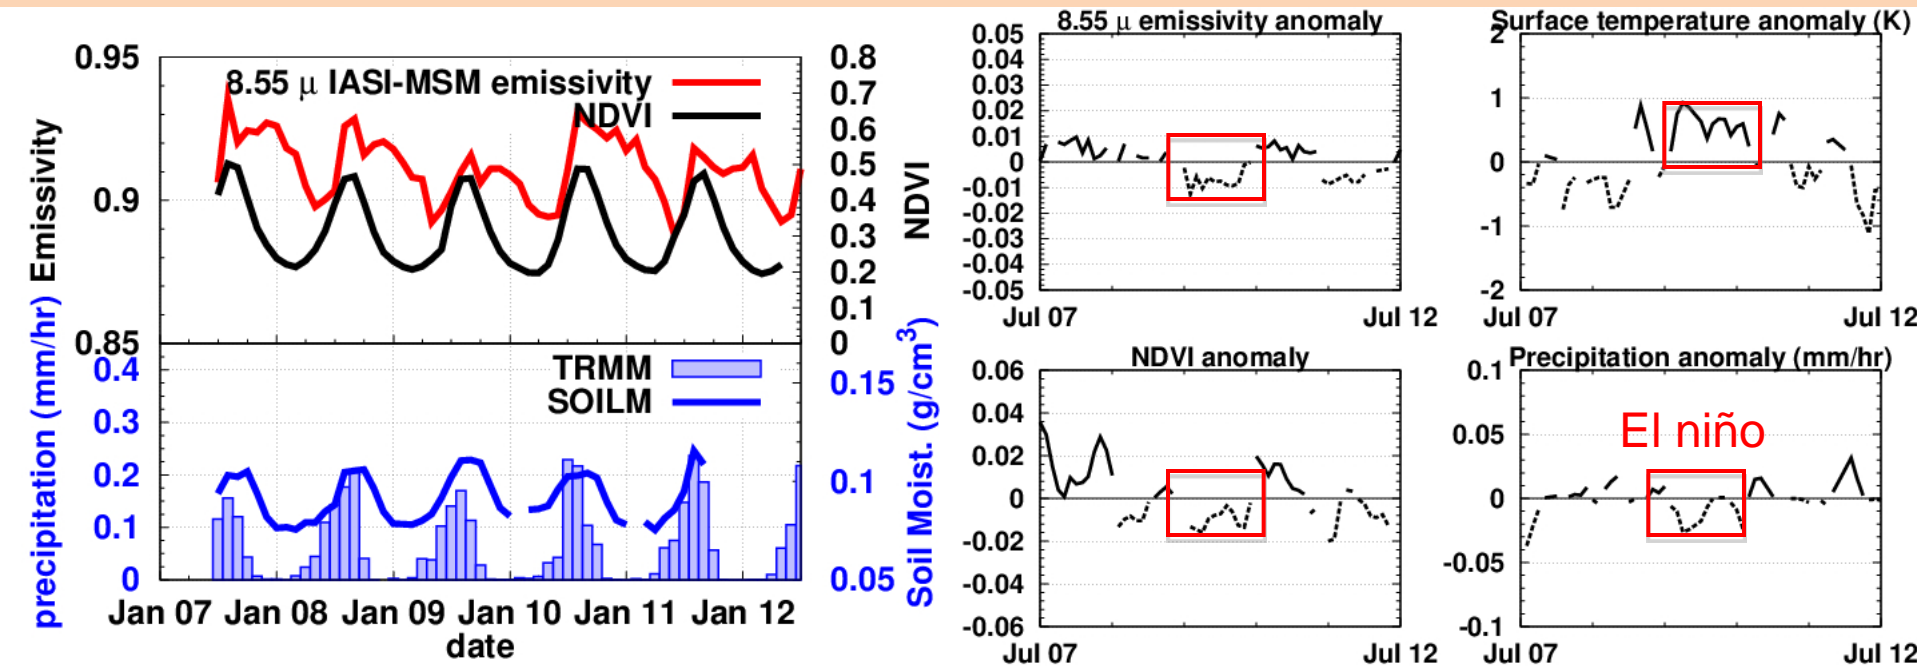 0.95
8.55 μ IASI-MSM emissivity
NDVI
0.9
0.85
Emissivity
0.8
0.7
0.6
0.5
0.4
0.3
0.2
0.1
0
NDVI
TRMM
SOILM
0.4
0.3
0.2
0.1
0
precipitation (mm/hr)
0.15
0.1
0.05
Soil Moist. (g/cm³)
Jan 07 Jan 08 Jan 09 Jan 10 Jan 11 Jan 12
date
8.55 μ emissivity anomaly
0.05
0.04
0.03
0.02
0.01
0
-0.01
-0.02
-0.03
-0.04
-0.05
Jul 07 Jul 12
Surface temperature anomaly (K)
2
1
0
-1
-2
Jul 07 Jul 12
NDVI anomaly
0.06
0.04
0.02
0
-0.02
-0.04
-0.06
Jul 07 Jul 12
Precipitation anomaly (mm/hr)
0.1
El niño
0.05
0
-0.05
-0.1
Jul 07 Jul 12